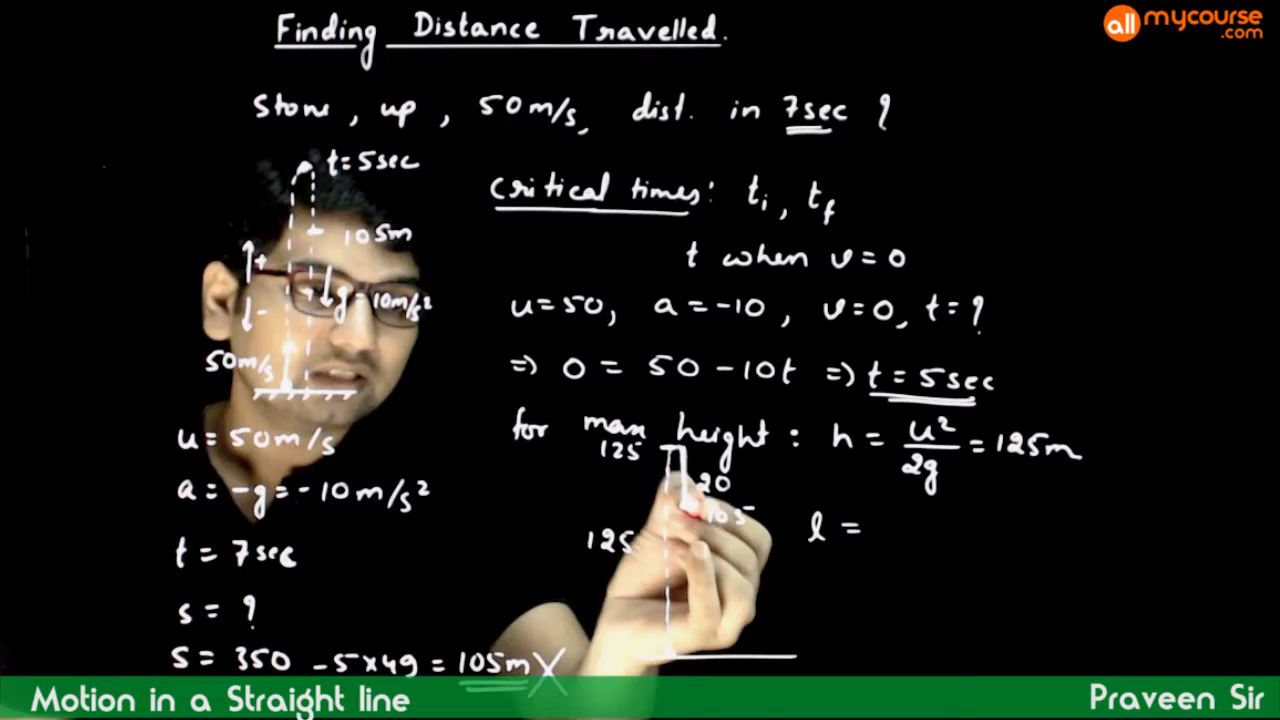 Finding Distance Travelled.
allmycourse.com
Stone, up, 50m/s, dist. in 7sec ?
t=5sec
105m
+
-
g=10m/s²
50m/s
u=50m/s
a=-g=-10m/s²
t=7sec
s=?
s=350-5x49=105m X
Critical times: ti, tf
t when v=0
u=50, a=-10, v=0, t=?
=> 0=50-10t => t=5sec
for max height: h=u²/2g=125m
125
20
105
125
l=
Motion in a Straight line
Praveen Sir